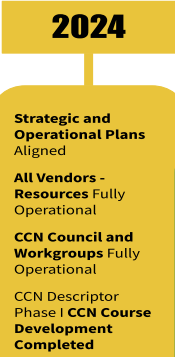 2024
Strategic and
Operational Plans
Aligned
All Vendors -
Resources Fully
Operational
CCN Council and
Workgroups Fully
Operational
CCN Descriptor
Phase I CCN Course
Development
Completed